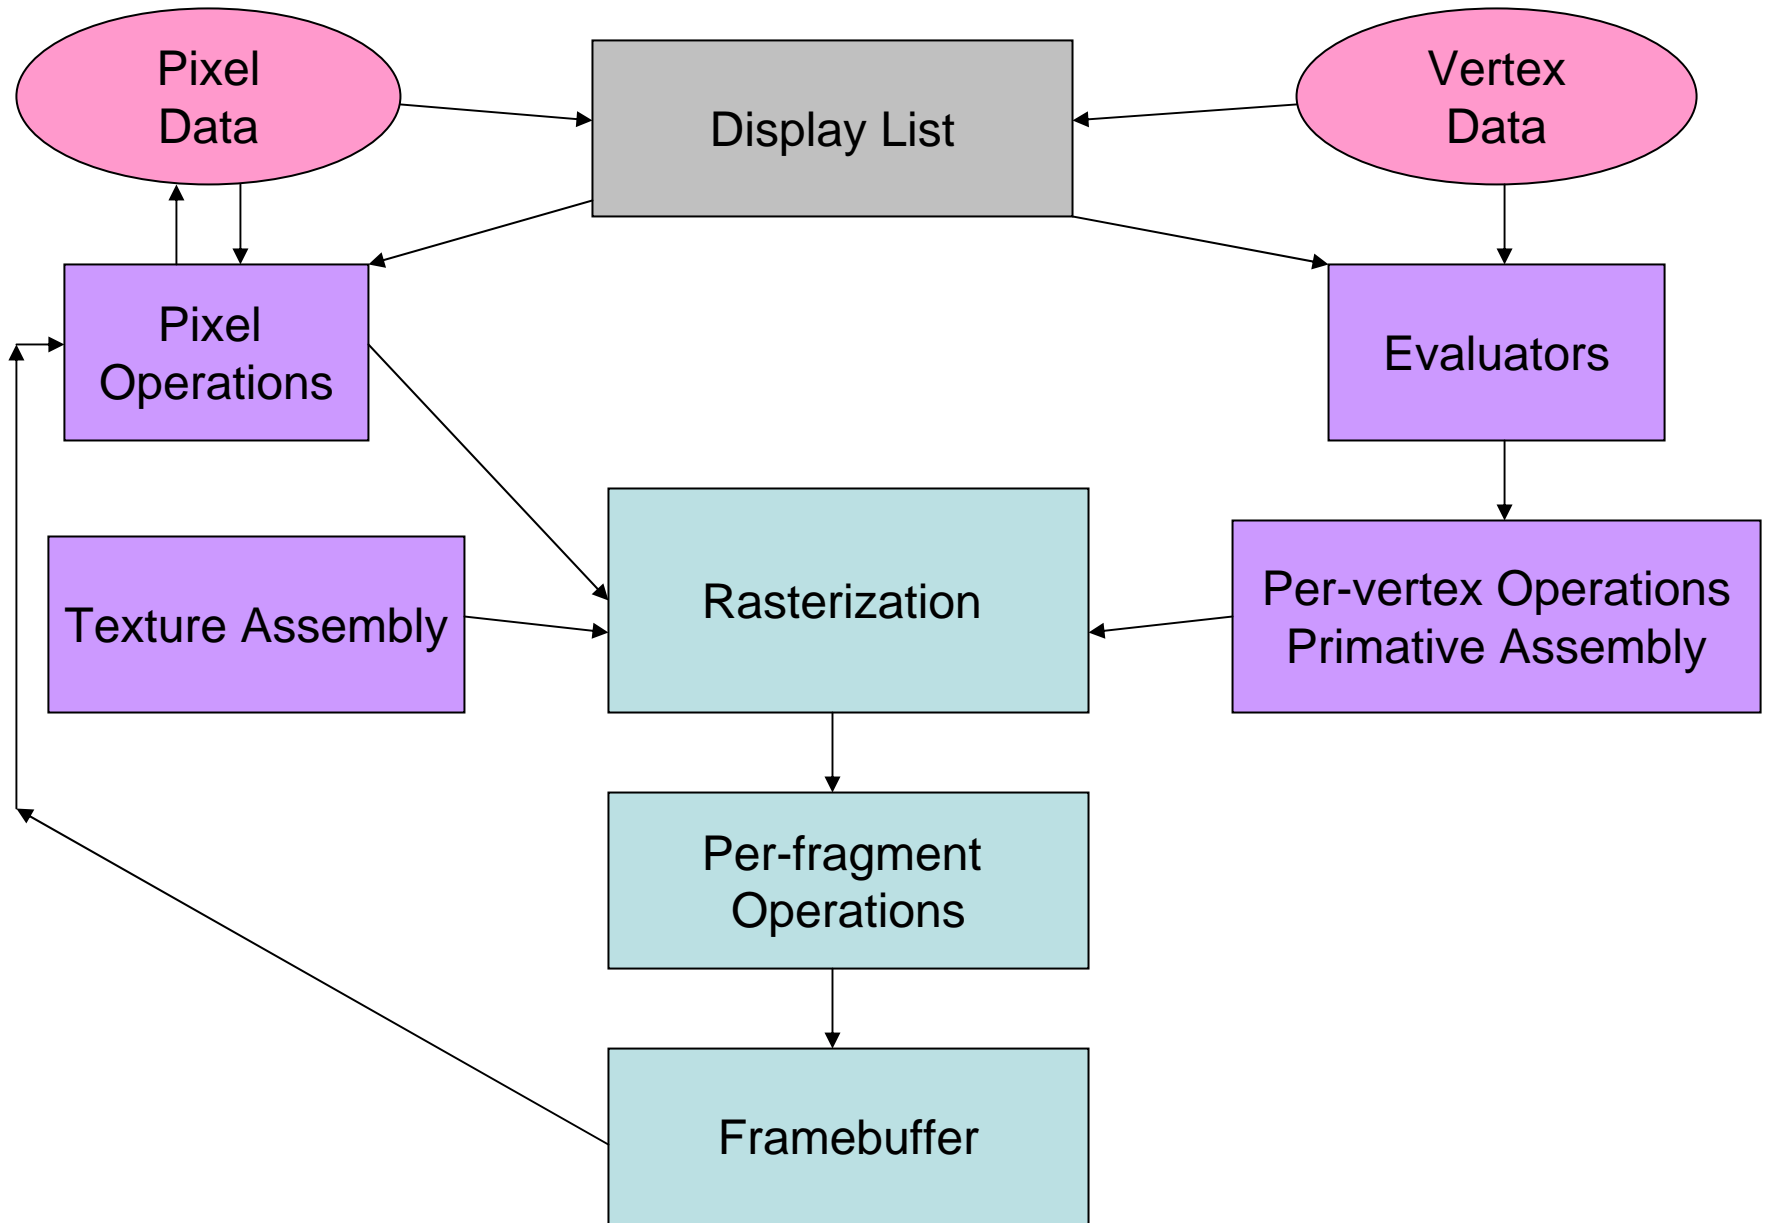 Pixel
Data
Display List
Vertex
Data
Pixel
Operations
Evaluators
Texture Assembly
Rasterization
Per-vertex Operations
Primative Assembly
Per-fragment
Operations
Framebuffer